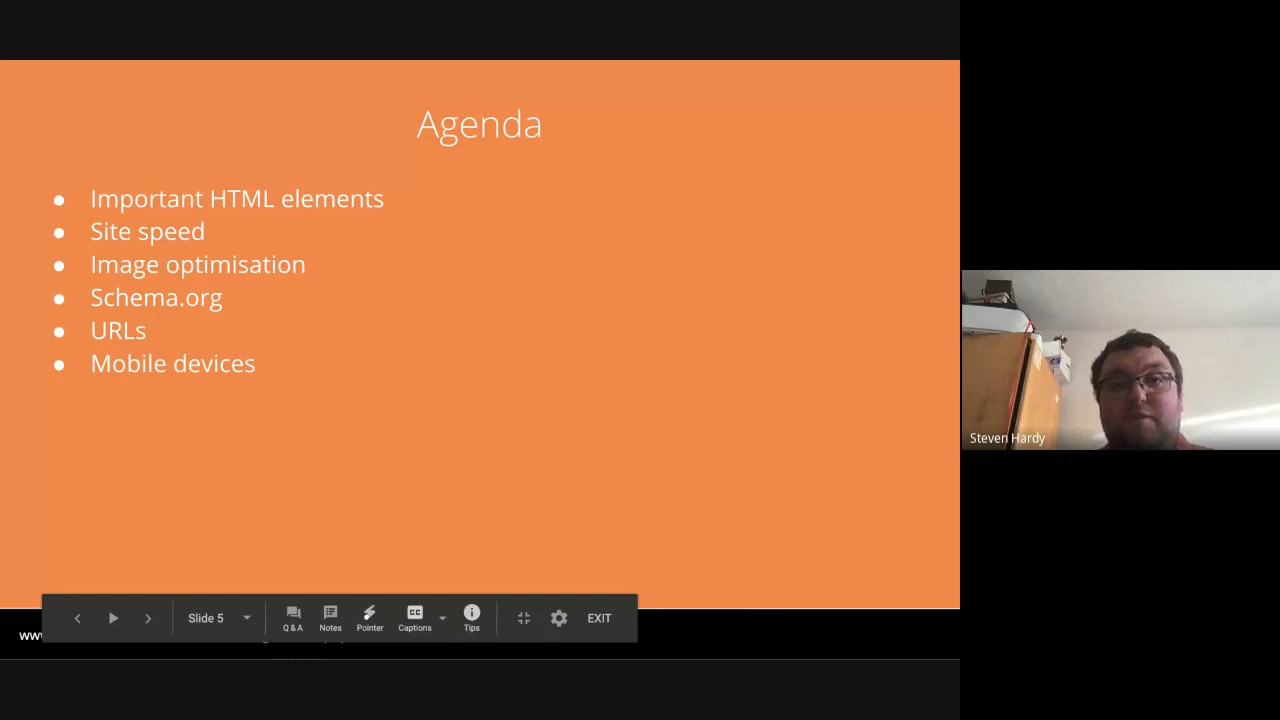 Agenda
● Important HTML elements
● Site speed
● Image optimisation
● Schema.org
● URLs
● Mobile devices
Steven Hardy
Slide 5
Q & A
Notes
Pointer
CC
Captions
Tips
EXIT